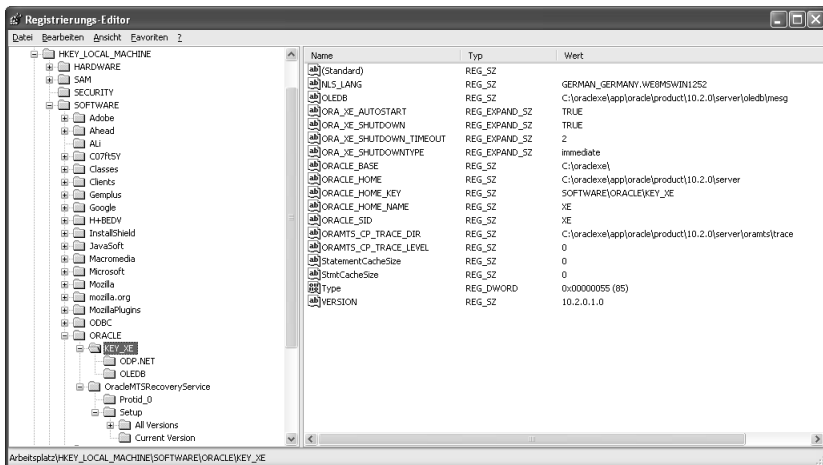 Registrierungs-Editor
Datei Bearbeiten Ansicht Favoriten ?
HKEY_LOCAL_MACHINE
HARDWARE
SAM
SECURITY
SOFTWARE
Adobe
Ahead
ALi
C07ft5Y
Classes
Clients
Gemplus
Google
H+BEDV
InstallShield
JavaSoft
Macromedia
Microsoft
Mozilla
mozilla.org
MozillaPlugins
ODBC
ORACLE
KEY_XE
ODP.NET
OLEDB
OracleMTSRecoveryService
Protid_0
Setup
All Versions
Current Version
Name Typ Wert
(Standard) REG_SZ
NLS_LANG REG_SZ GERMAN_GERMANY.WE8MSWIN1252
OLEDB REG_SZ C:\oraclexe\app\oracle\product\10.2.0\server\oledb\mesg
ORA_XE_AUTOSTART REG_EXPAND_SZ TRUE
ORA_XE_SHUTDOWN REG_EXPAND_SZ TRUE
ORA_XE_SHUTDOWN_TIMEOUT REG_EXPAND_SZ 2
ORA_XE_SHUTDOWNTYPE REG_EXPAND_SZ immediate
ORACLE_BASE REG_SZ C:\oraclexe\
ORACLE_HOME REG_SZ C:\oraclexe\app\oracle\product\10.2.0\server
ORACLE_HOME_KEY REG_SZ SOFTWARE\ORACLE\KEY_XE
ORACLE_HOME_NAME REG_SZ XE
ORACLE_SID REG_SZ XE
ORAMTS_CP_TRACE_DIR REG_SZ C:\oraclexe\app\oracle\product\10.2.0\server\oramts\trace
ORAMTS_CP_TRACE_LEVEL REG_SZ 0
StatementCacheSize REG_SZ 0
StmtCacheSize REG_SZ 0
Type REG_DWORD 0x00000055 (85)
VERSION REG_SZ 10.2.0.1.0
Arbeitsplatz\HKEY_LOCAL_MACHINE\SOFTWARE\ORACLE\KEY_XE